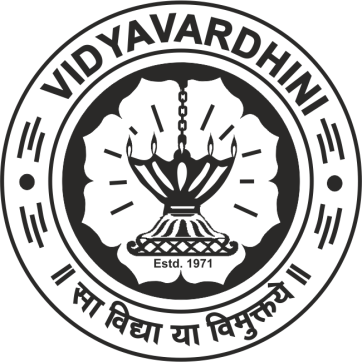 VIDYAVARDHINI
Estd. 1971
॥ सा विद्या या विमुक्तये ॥